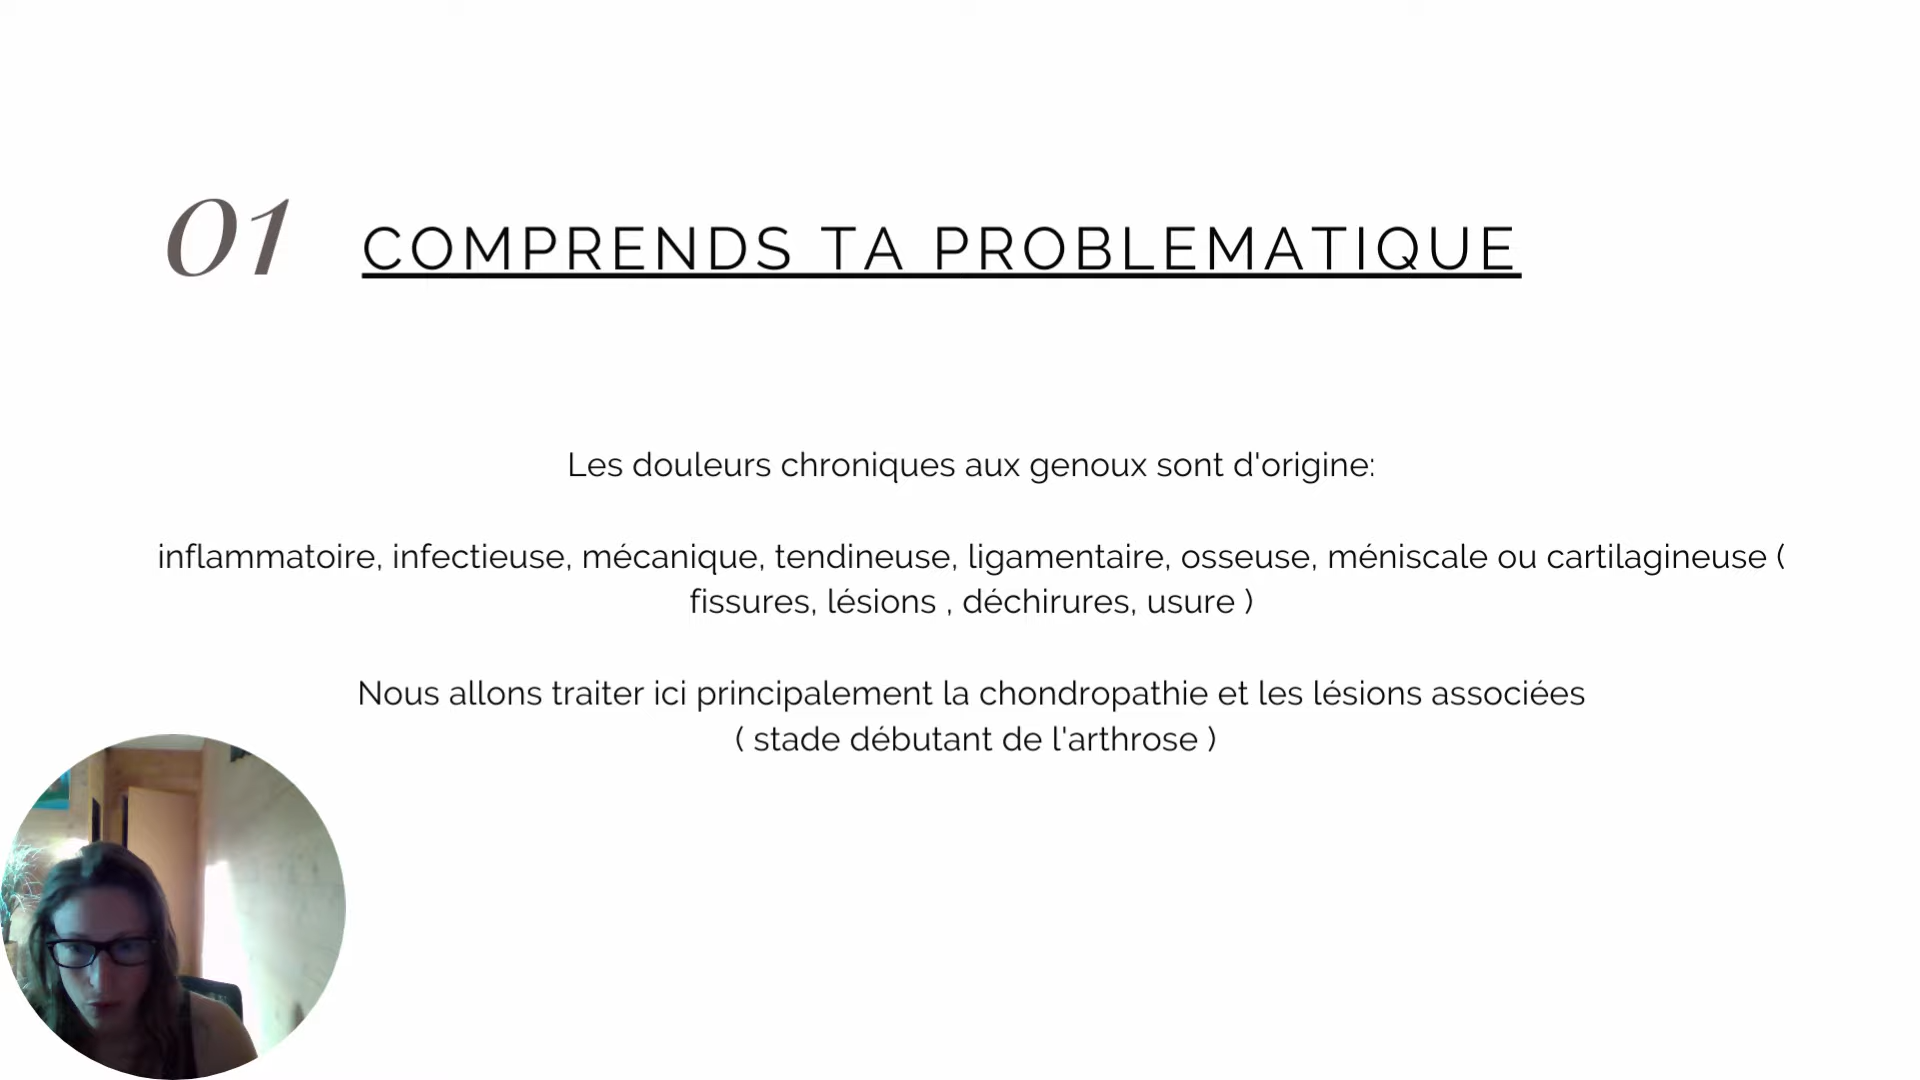 01 COMPRENDS TA PROBLEMATIQUE
Les douleurs chroniques aux genoux sont d'origine:
inflammatoire, infectieuse, mécanique, tendineuse, ligamentaire, osseuse, méniscale ou cartilagineuse (
fissures, lésions , déchirures, usure )
Nous allons traiter ici principalement la chondropathie et les lésions associées
( stade débutant de l'arthrose )